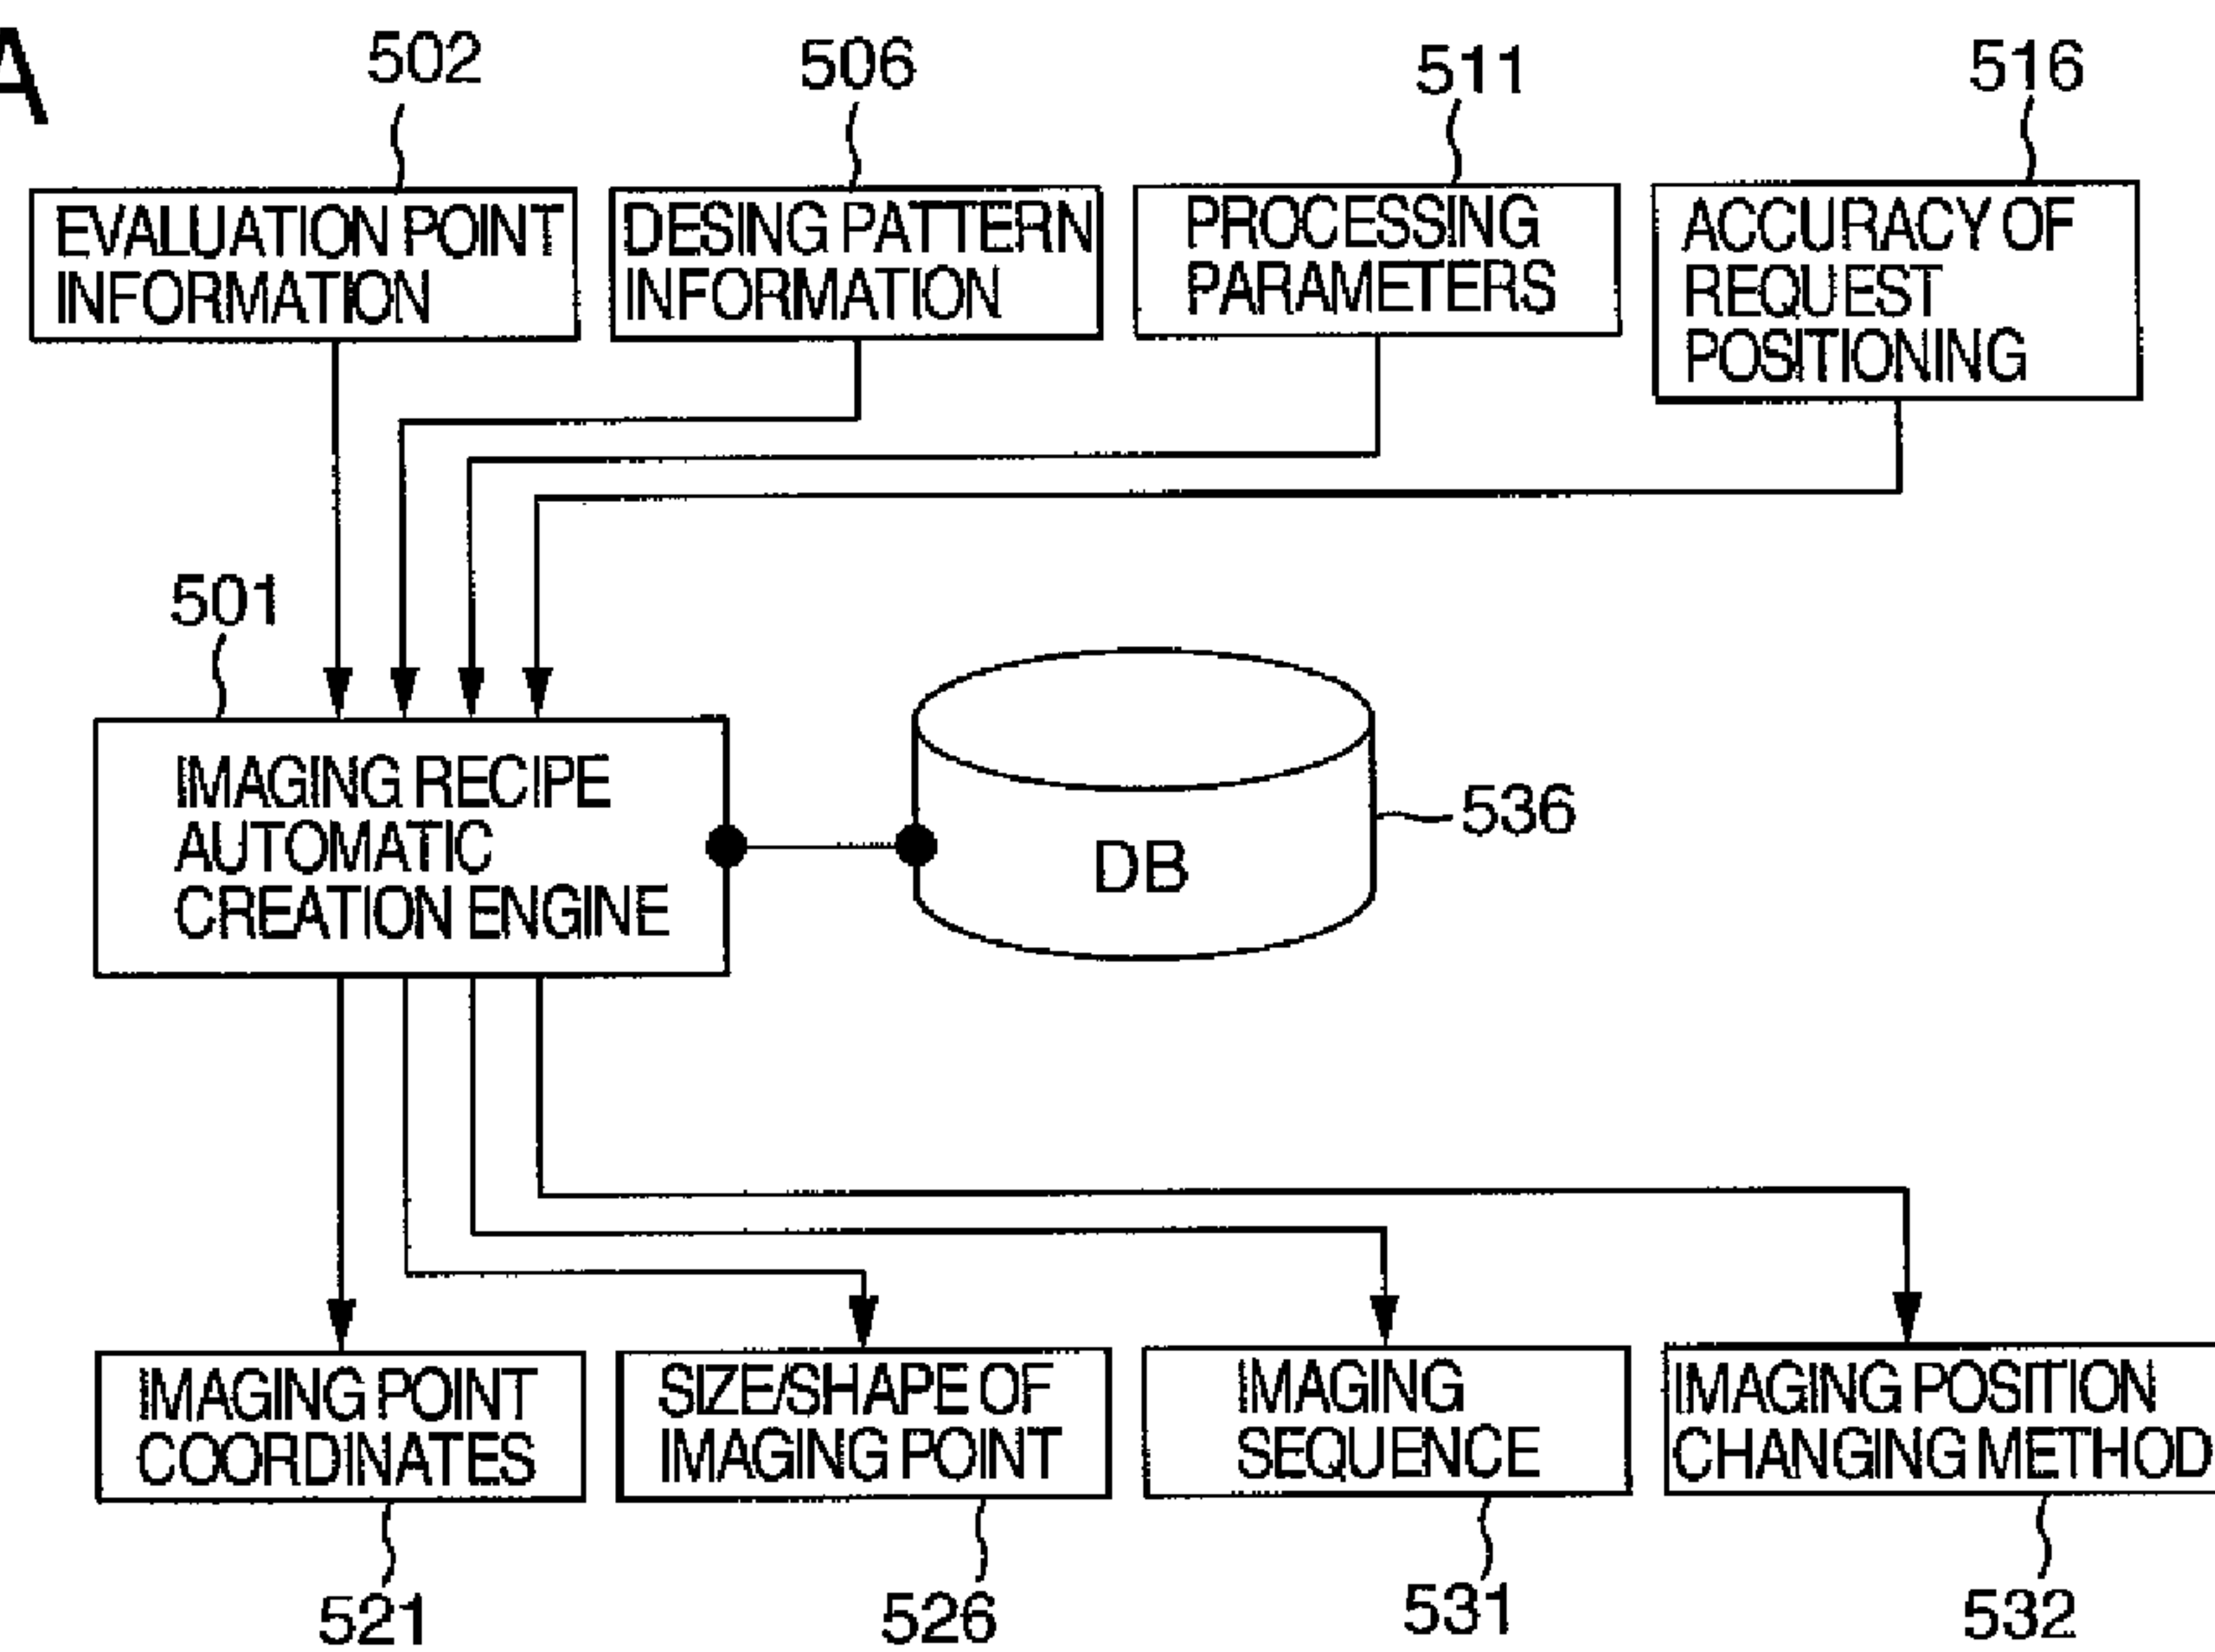 A
502
506
511
516
EVALUATION POINT
INFORMATION
DESING PATTERN
INFORMATION
PROCESSING
PARAMETERS
ACCURACY OF
REQUEST
POSITIONING
501
IMAGING RECIPE
AUTOMATIC
CREATION ENGINE
DB
536
IMAGING POINT
COORDINATES
SIZE/SHAPE OF
IMAGING POINT
IMAGING
SEQUENCE
IMAGING POSITION
CHANGING METHOD
521
526
531
532